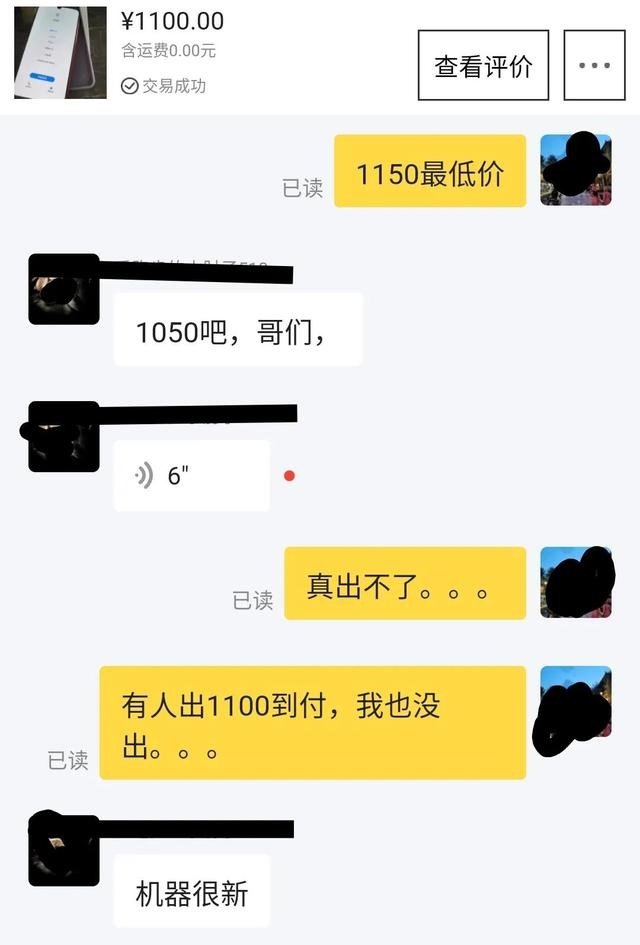 ¥1100.00
含运费0.00元
交易成功
查看评价
1150最低价
已读
1050吧，哥们，
6"
真出不了。。。
已读
有人出1100到付，我也没
出。。。
已读
机器很新